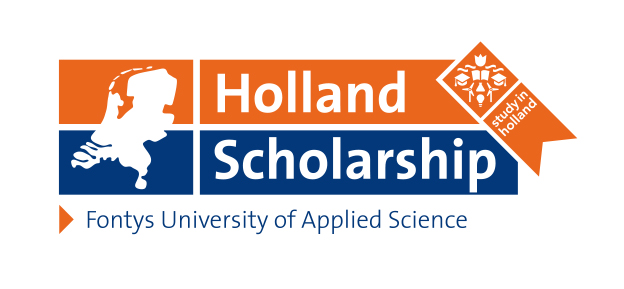 Holland
Scholarship
study in
holland
Fontys University of Applied Science